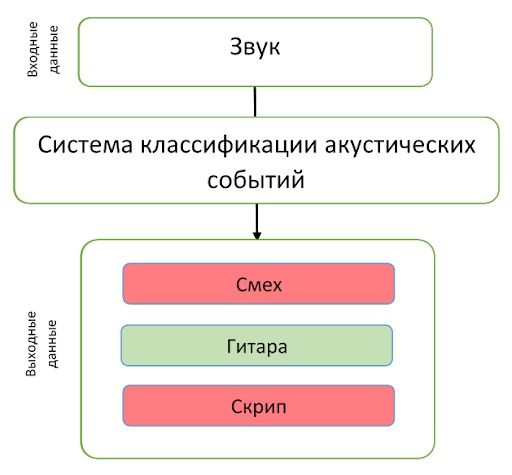 Входные
данные
Звук
Система классификации акустических
событий
Выходные
данные
Смех
Гитара
Скрип